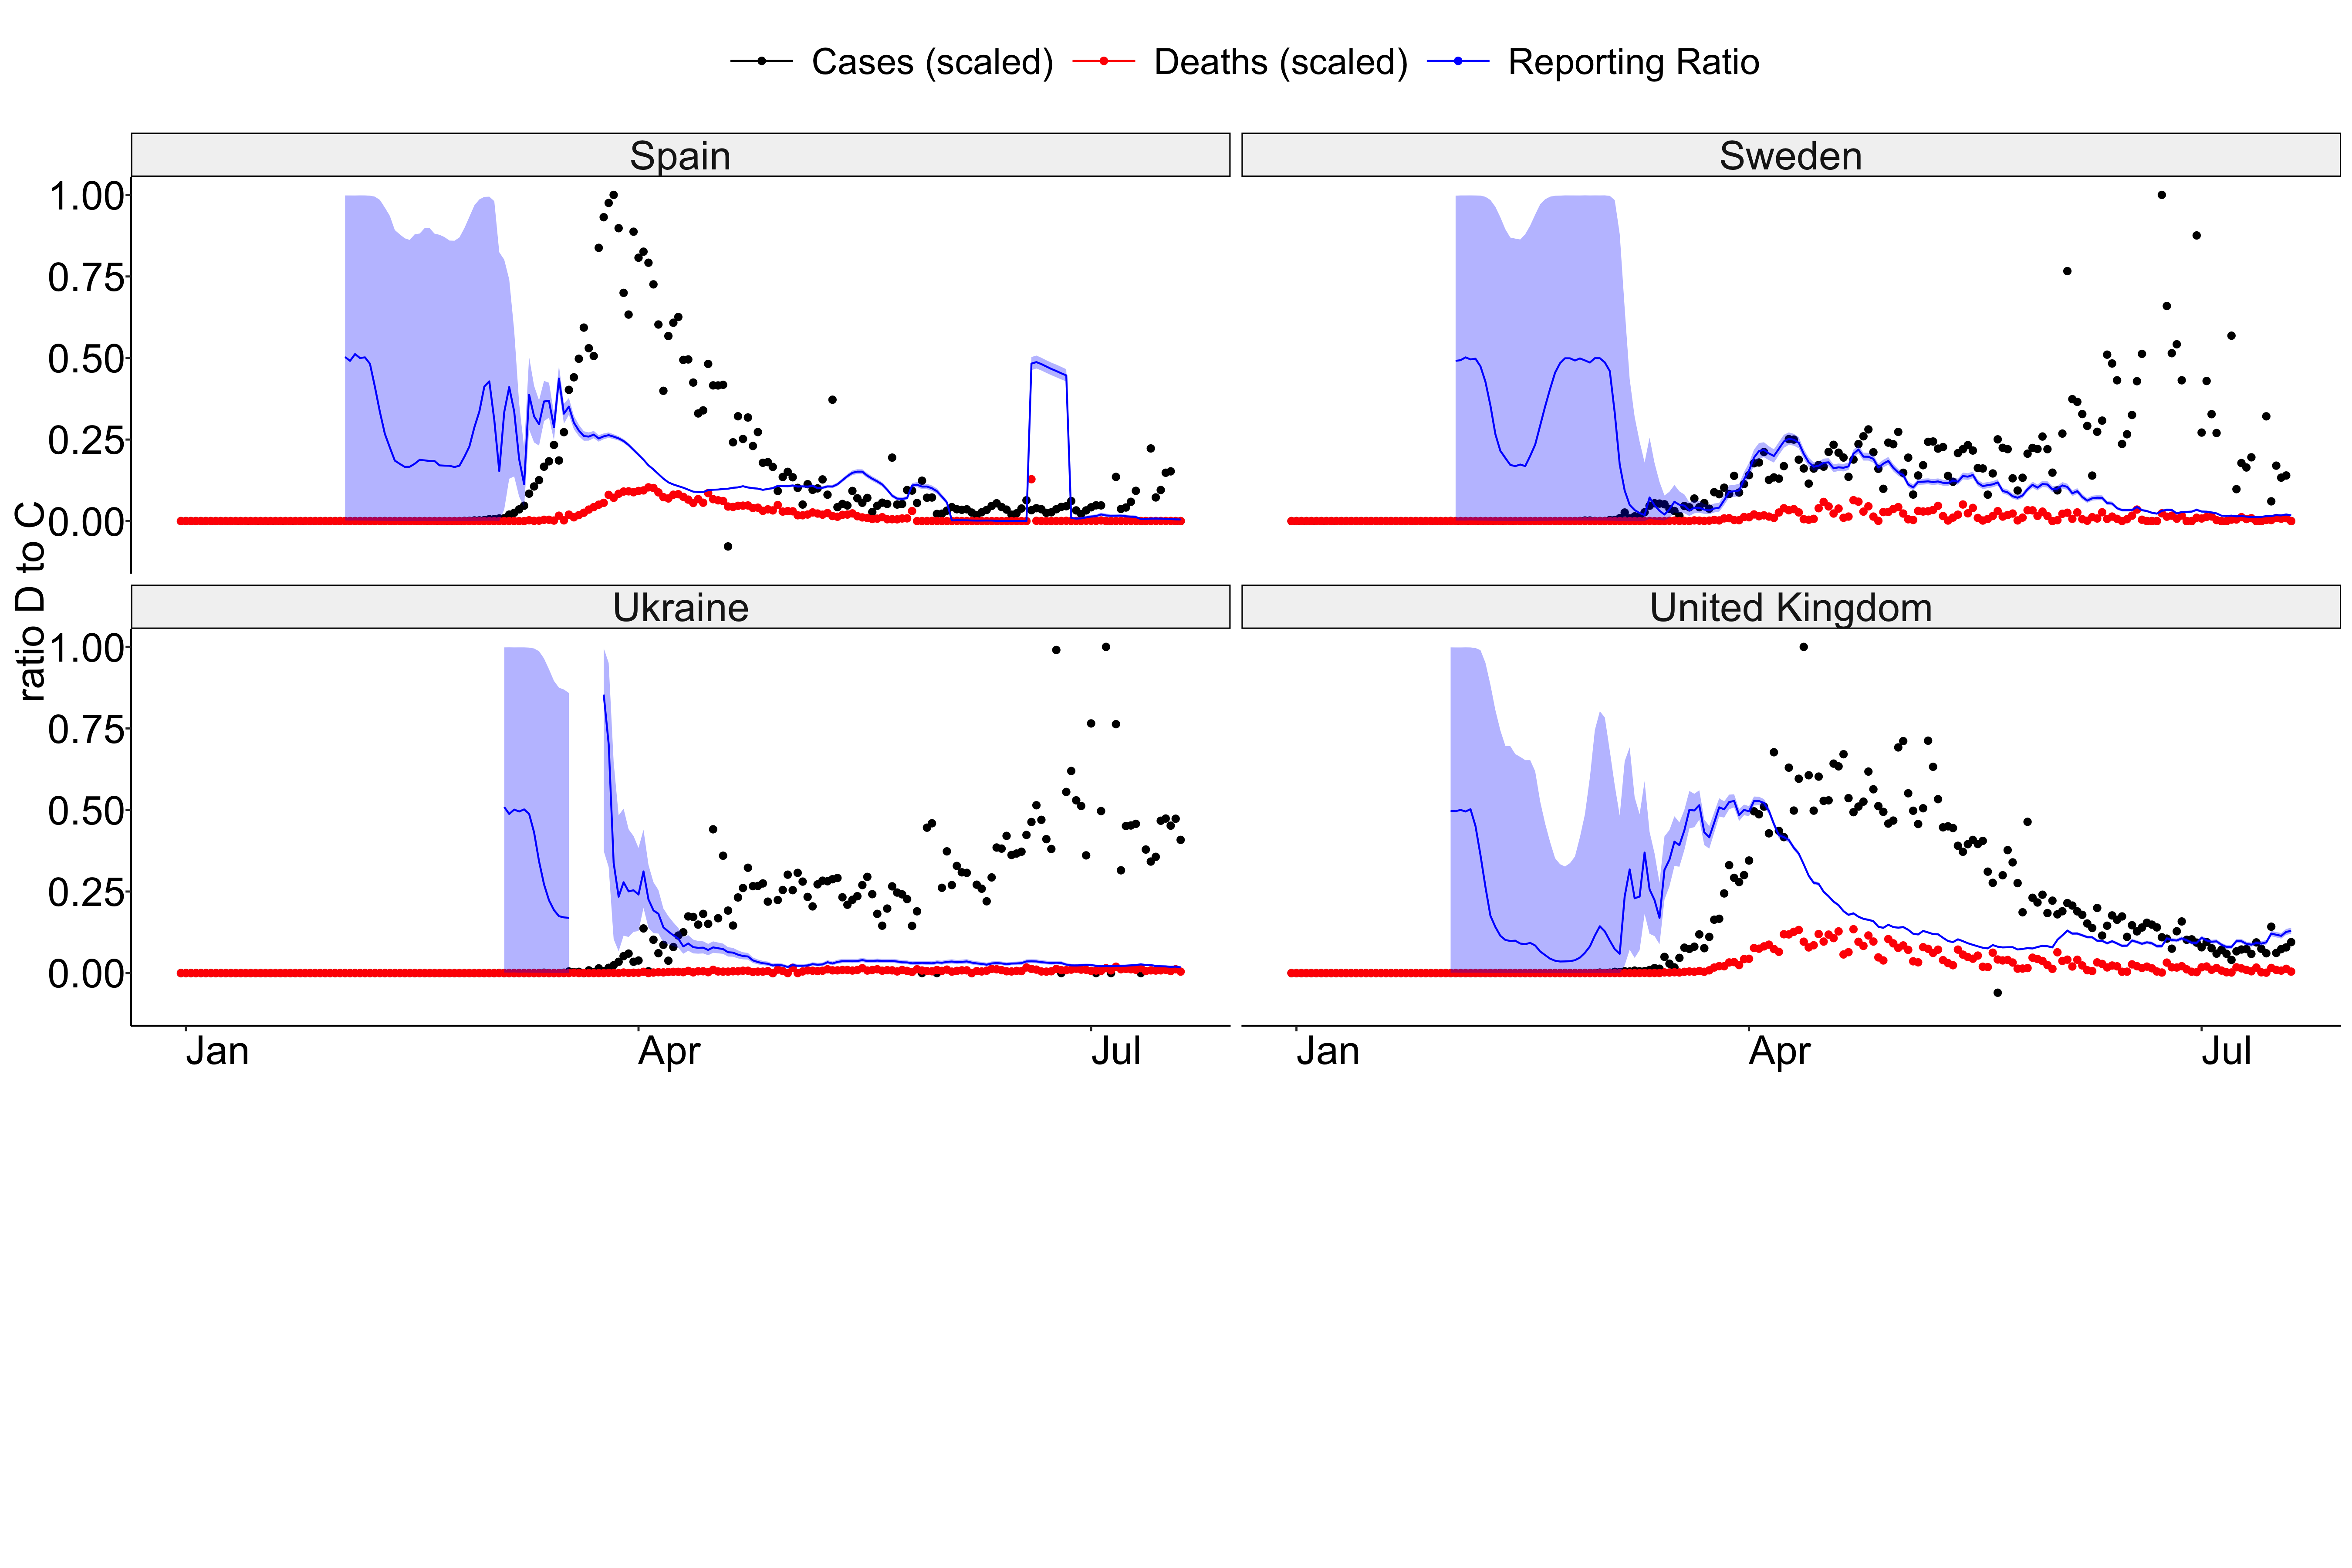 Cases (scaled) Deaths (scaled) Reporting Ratio
Spain Sweden
1.00
0.75
0.50
0.25
0.00
ratio D to C
Ukraine United Kingdom
1.00
0.75
0.50
0.25
0.00
Jan Apr Jul Jan Apr Jul